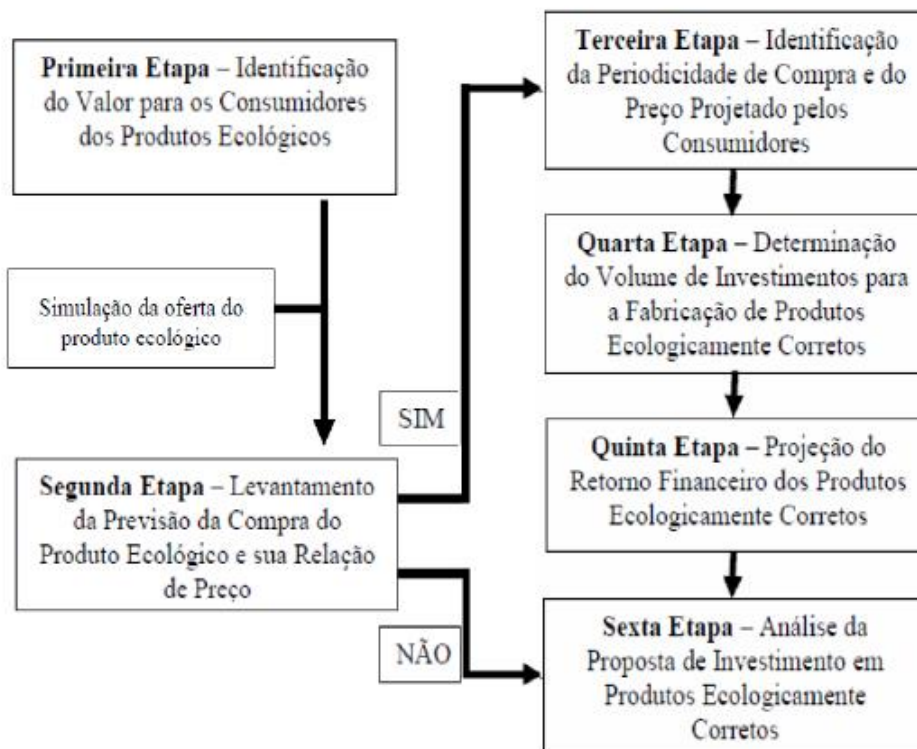 Primeira Etapa – Identificação
do Valor para os Consumidores
dos Produtos Ecológicos
Simulação da oferta do
produto ecológico
Segunda Etapa – Levantamento
da Previsão da Compra do
Produto Ecológico e sua Relação
de Preço
SIM
NÃO
Terceira Etapa – Identificação
da Periodicidade de Compra e do
Preço Projetado pelos
Consumidores
Quarta Etapa – Determinação
do Volume de Investimentos para
a Fabricação de Produtos
Ecologicamente Corretos
Quinta Etapa – Projeção do
Retorno Financeiro dos Produtos
Ecologicamente Corretos
Sexta Etapa – Análise da
Proposta de Investimento em
Produtos Ecologicamente
Corretos